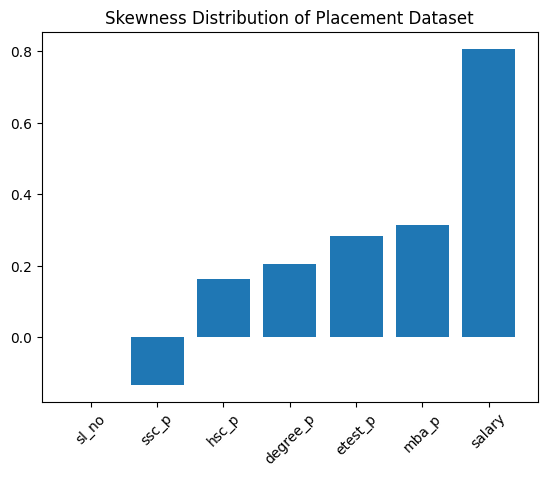 Skewness Distribution of Placement Dataset
0.8
0.6
0.4
0.2
0.0
sl_no
ssc_p
hsc_p
degree_p
etest_p
mba_p
salary